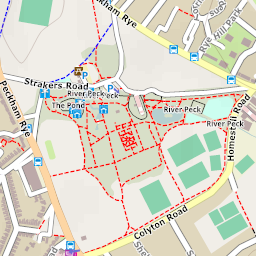 Peckham Rye
Rye Hill Park
Strakers Road
River Peck
Peck
The Pond
River Peck
River Peck
Peckham Rye
Homestall Road
Colyton Road